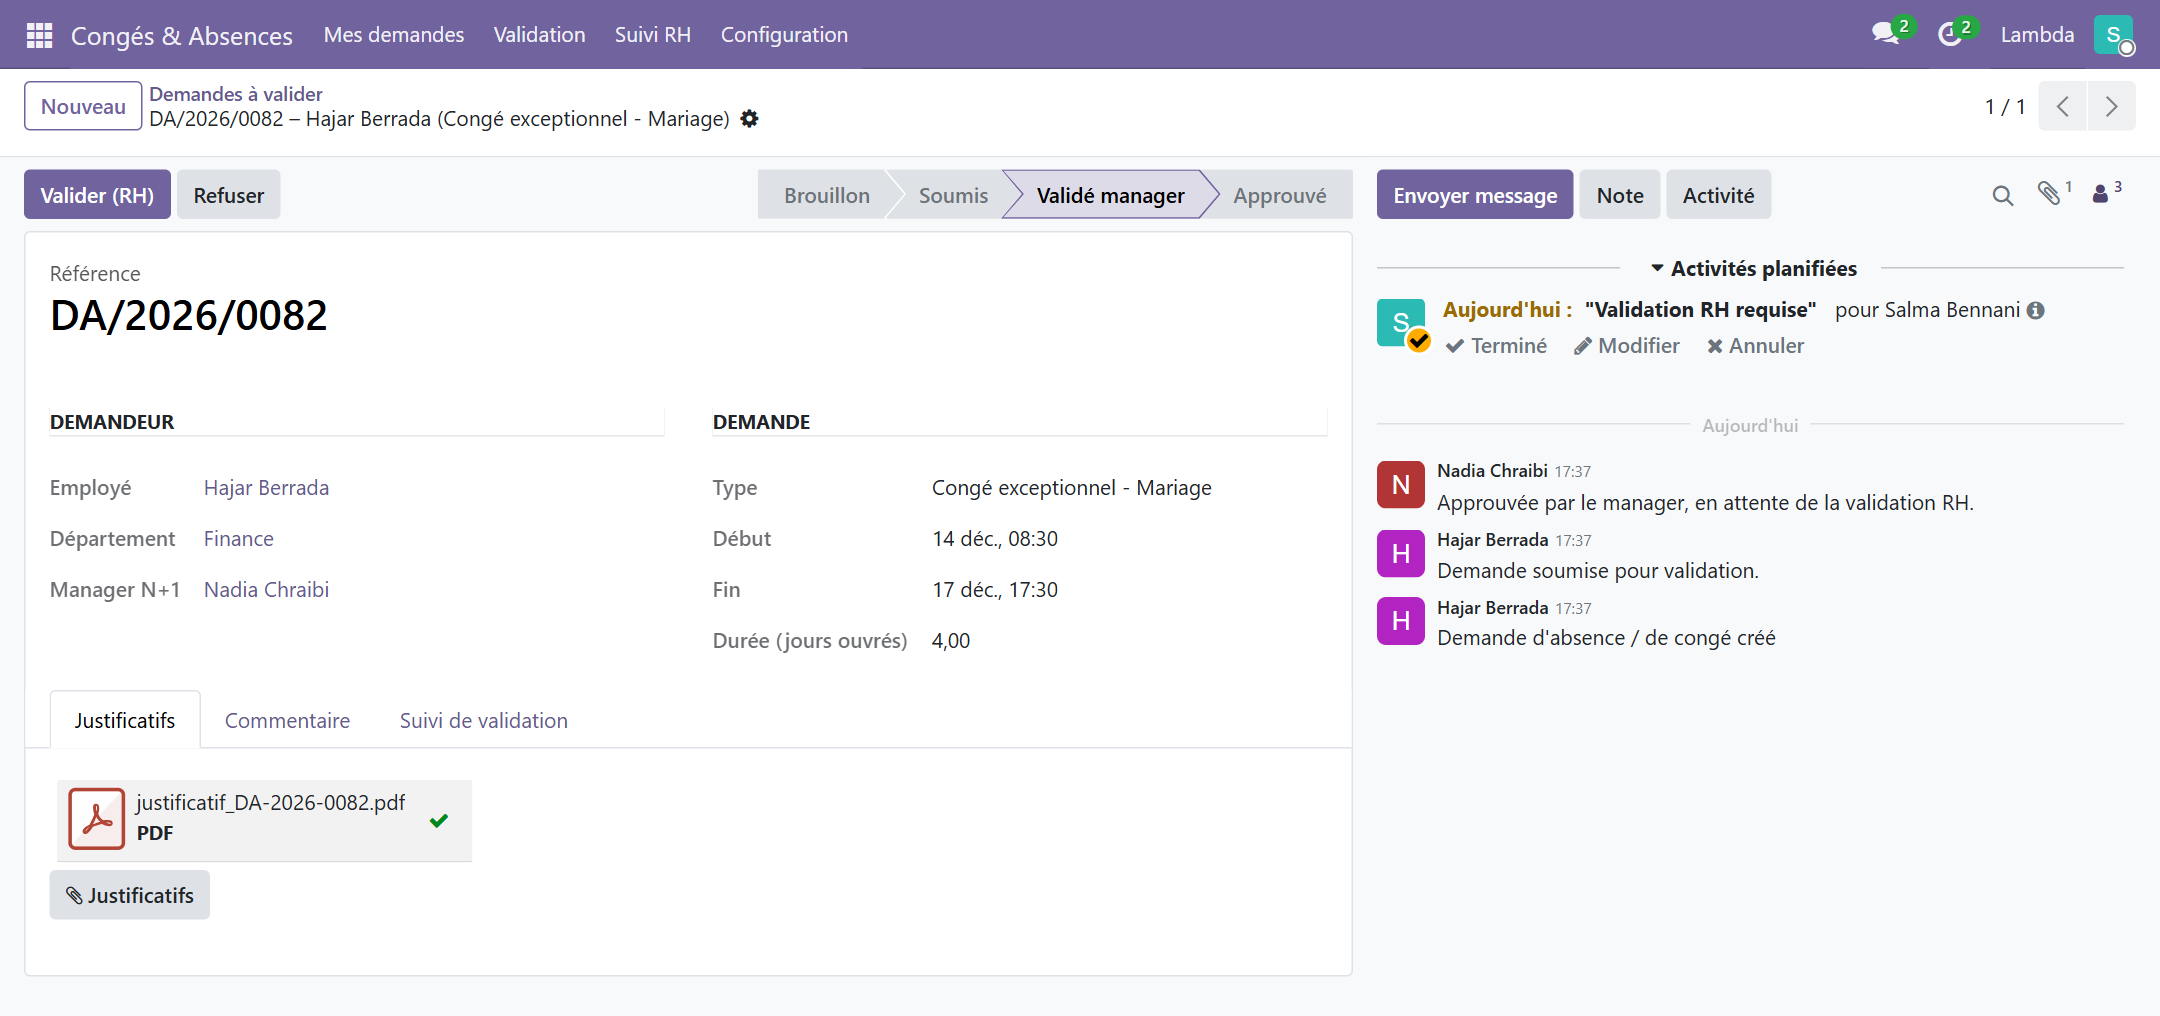 Congés & Absences Mes demandes Validation Suivi RH Configuration 2 2 Lambda S
Nouveau
Demandes à valider
DA/2026/0082 – Hajar Berrada (Congé exceptionnel - Mariage)
1 / 1
Valider (RH) Refuser
Brouillon Soumis Validé manager Approuvé
Référence
DA/2026/0082
DEMANDEUR
Employé Hajar Berrada
Département Finance
Manager N+1 Nadia Chraibi
DEMANDE
Type Congé exceptionnel - Mariage
Début 14 déc., 08:30
Fin 17 déc., 17:30
Durée (jours ouvrés) 4,00
Justificatifs Commentaire Suivi de validation
justificatif_DA-2026-0082.pdf
PDF
Justificatifs
Envoyer message Note Activité 1 3
Activités planifiées
S
Aujourd'hui : "Validation RH requise" pour Salma Bennani
Terminé Modifier Annuler
Aujourd'hui
N
Nadia Chraibi 17:37
Approuvée par le manager, en attente de la validation RH.
H
Hajar Berrada 17:37
Demande soumise pour validation.
H
Hajar Berrada 17:37
Demande d'absence / de congé créé